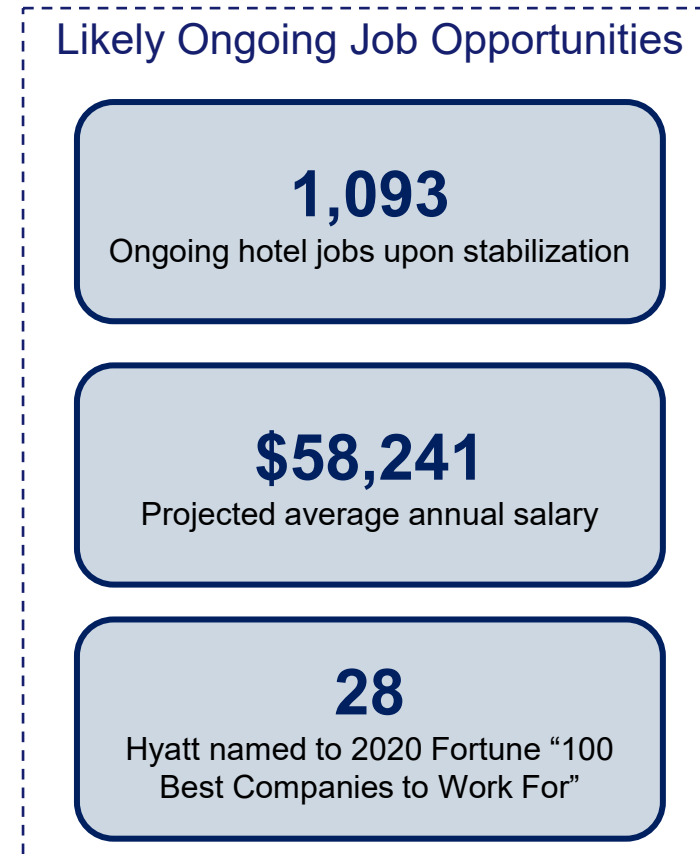 Likely Ongoing Job Opportunities
1,093
Ongoing hotel jobs upon stabilization
$58,241
Projected average annual salary
28
Hyatt named to 2020 Fortune “100
Best Companies to Work For”